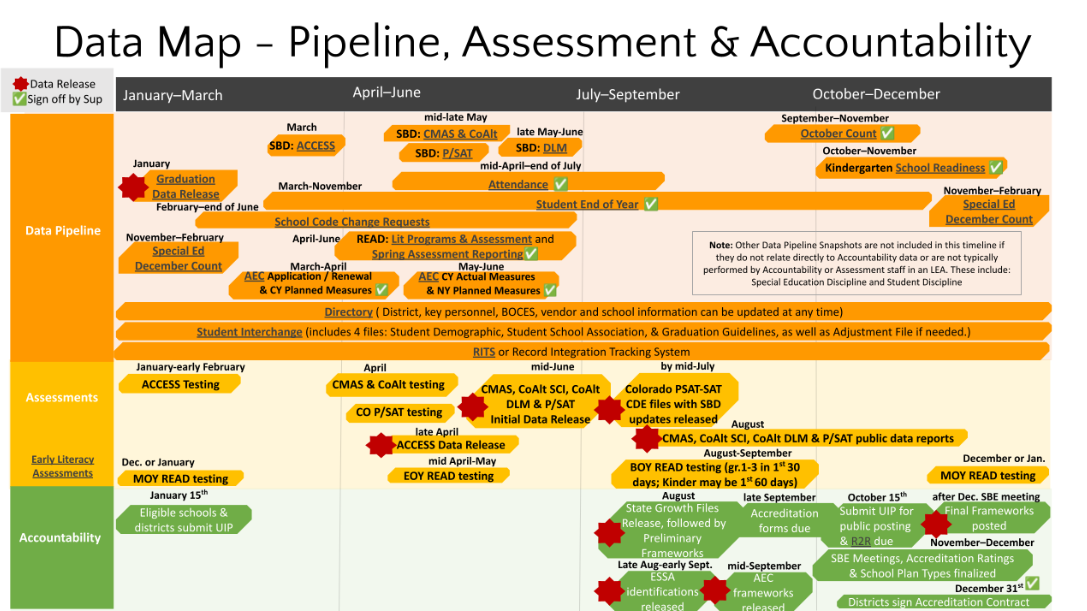 Data Map – Pipeline, Assessment & Accountability
Data Release
Sign off by Sup
January–March
April–June
July–September
October–December
Data Pipeline
March
SBD: ACCESS
mid-late May
SBD: CMAS & CoAlt
SBD: P/SAT
late May-June
SBD: DLM
September–November
October Count
October–November
Kindergarten School Readiness
January
Graduation
Data Release
mid-April–end of July
Attendance
March-November
Student End of Year
November–February
Special Ed
December Count
February–end of June
School Code Change Requests
November–February
Special Ed
December Count
April-June
READ: Lit Programs & Assessment and
Spring Assessment Reporting
March-April
AEC Application / Renewal
& CY Planned Measures
May-June
AEC CY Actual Measures
& NY Planned Measures
Note: Other Data Pipeline Snapshots are not included in this timeline if
they do not relate directly to Accountability data or are not typically
performed by Accountability or Assessment staff in an LEA. These include:
Special Education Discipline and Student Discipline
Directory ( District, key personnel, BOCES, vendor and school information can be updated at any time)
Student Interchange (includes 4 files: Student Demographic, Student School Association, & Graduation Guidelines, as well as Adjustment File if needed.)
RITS or Record Integration Tracking System
Assessments
Early Literacy
Assessments
January-early February
ACCESS Testing
April
CMAS & CoAlt testing
CO P/SAT testing
mid-June
CMAS, CoAlt SCI, CoAlt
DLM & P/SAT
Initial Data Release
by mid-July
Colorado PSAT-SAT
CDE files with SBD
updates released
late April
ACCESS Data Release
August
CMAS, CoAlt SCI, CoAlt DLM & P/SAT public data reports
Dec. or January
MOY READ testing
mid April-May
EOY READ testing
August-September
BOY READ testing (gr.1-3 in 1st 30
days; Kinder may be 1st 60 days)
December or Jan.
MOY READ testing
Accountability
January 15th
Eligible schools &
districts submit UIP
August
State Growth Files
Release, followed by
Preliminary
Frameworks
late September
Accreditation
forms due
October 15th
Submit UIP for
public posting
& R2R due
after Dec. SBE meeting
Final Frameworks
posted
November–December
SBE Meetings, Accreditation Ratings
& School Plan Types finalized
Late Aug-early Sept.
ESSA
identifications
released
mid-September
AEC
frameworks
released
December 31st
Districts sign Accreditation Contract